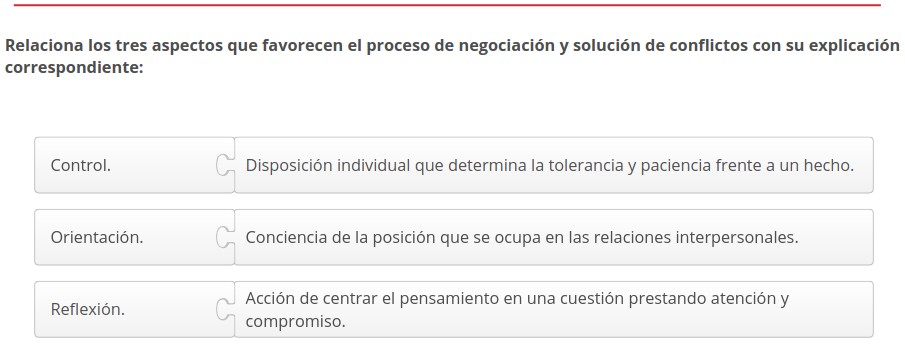 Relaciona los tres aspectos que favorecen el proceso de negociación y solución de conflictos con su explicación
correspondiente:
Control.
Disposición individual que determina la tolerancia y paciencia frente a un hecho.
Orientación.
Conciencia de la posición que se ocupa en las relaciones interpersonales.
Reflexión.
Acción de centrar el pensamiento en una cuestión prestando atención y
compromiso.